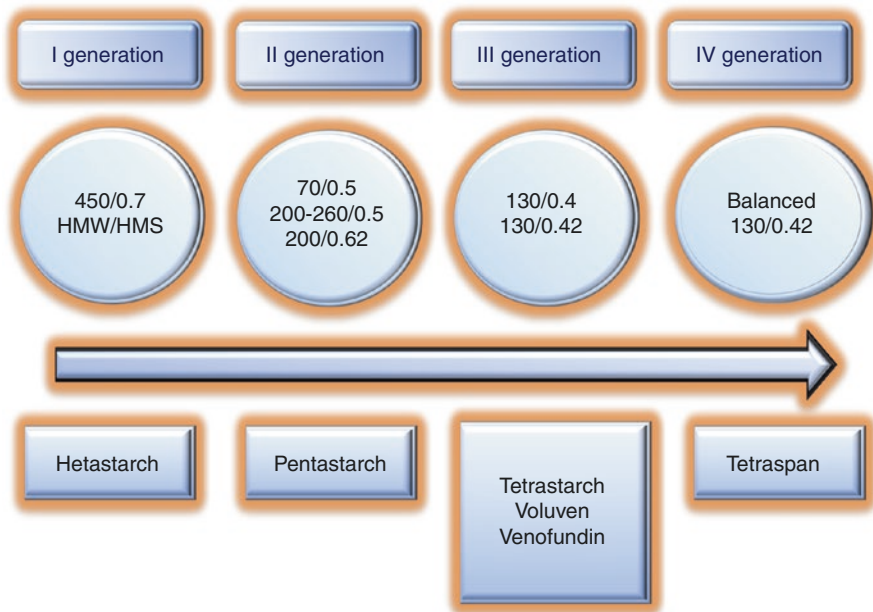 I generation
II generation
III generation
IV generation
450/0.7
HMW/HMS
70/0.5
200-260/0.5
200/0.62
130/0.4
130/0.42
Balanced
130/0.42
Hetastarch
Pentastarch
Tetrastarch
Voluven
Venofundin
Tetraspan